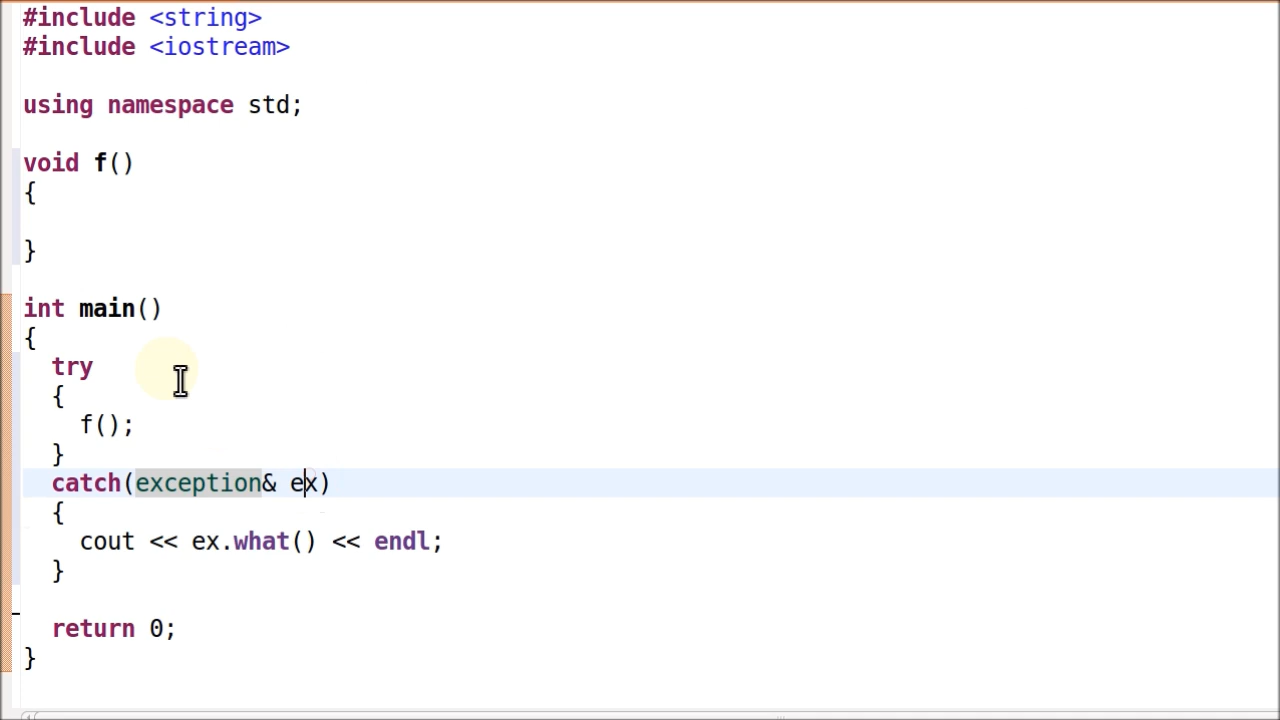 #include <string>
#include <iostream>
using namespace std;
void f()
{
}
int main()
{
try
{
f();
}
catch(exception& ex)
{
cout << ex.what() << endl;
}
return 0;
}